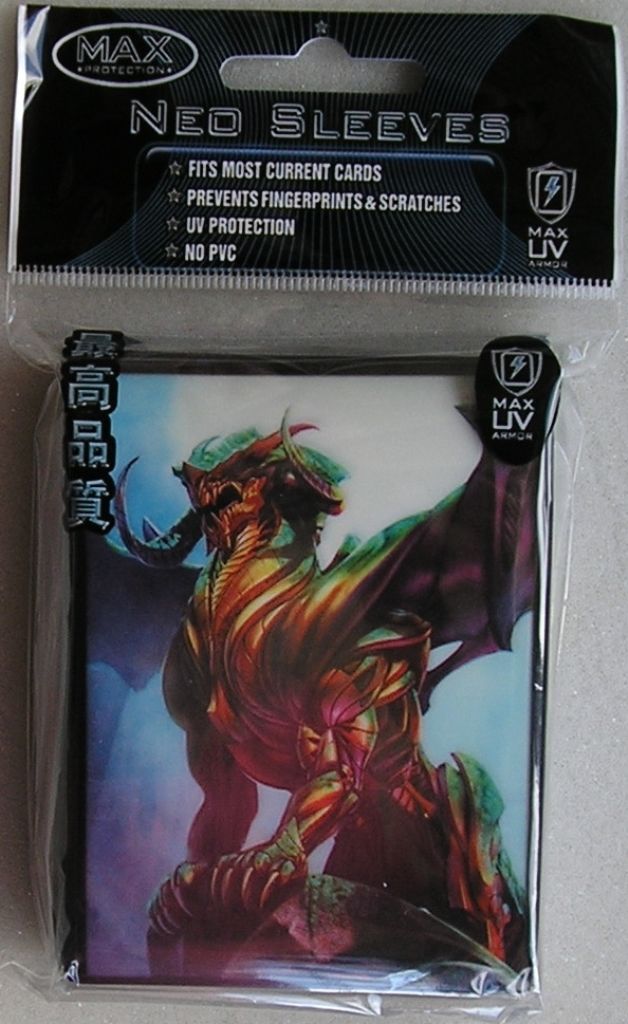 MAX
PROTECTION
NEO SLEEVES
FITS MOST CURRENT CARDS
PREVENTS FINGERPRINTS & SCRATCHES
UV PROTECTION
NO PVC
MAX
UV
ARMOR
最高品質
MAX
UV
ARMOR